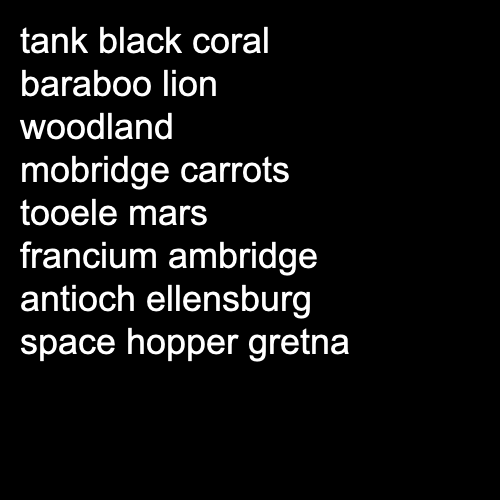 tank black coral
baraboo lion
woodland
mobridge carrots
tooele mars
francium ambridge
antioch ellensburg
space hopper gretna